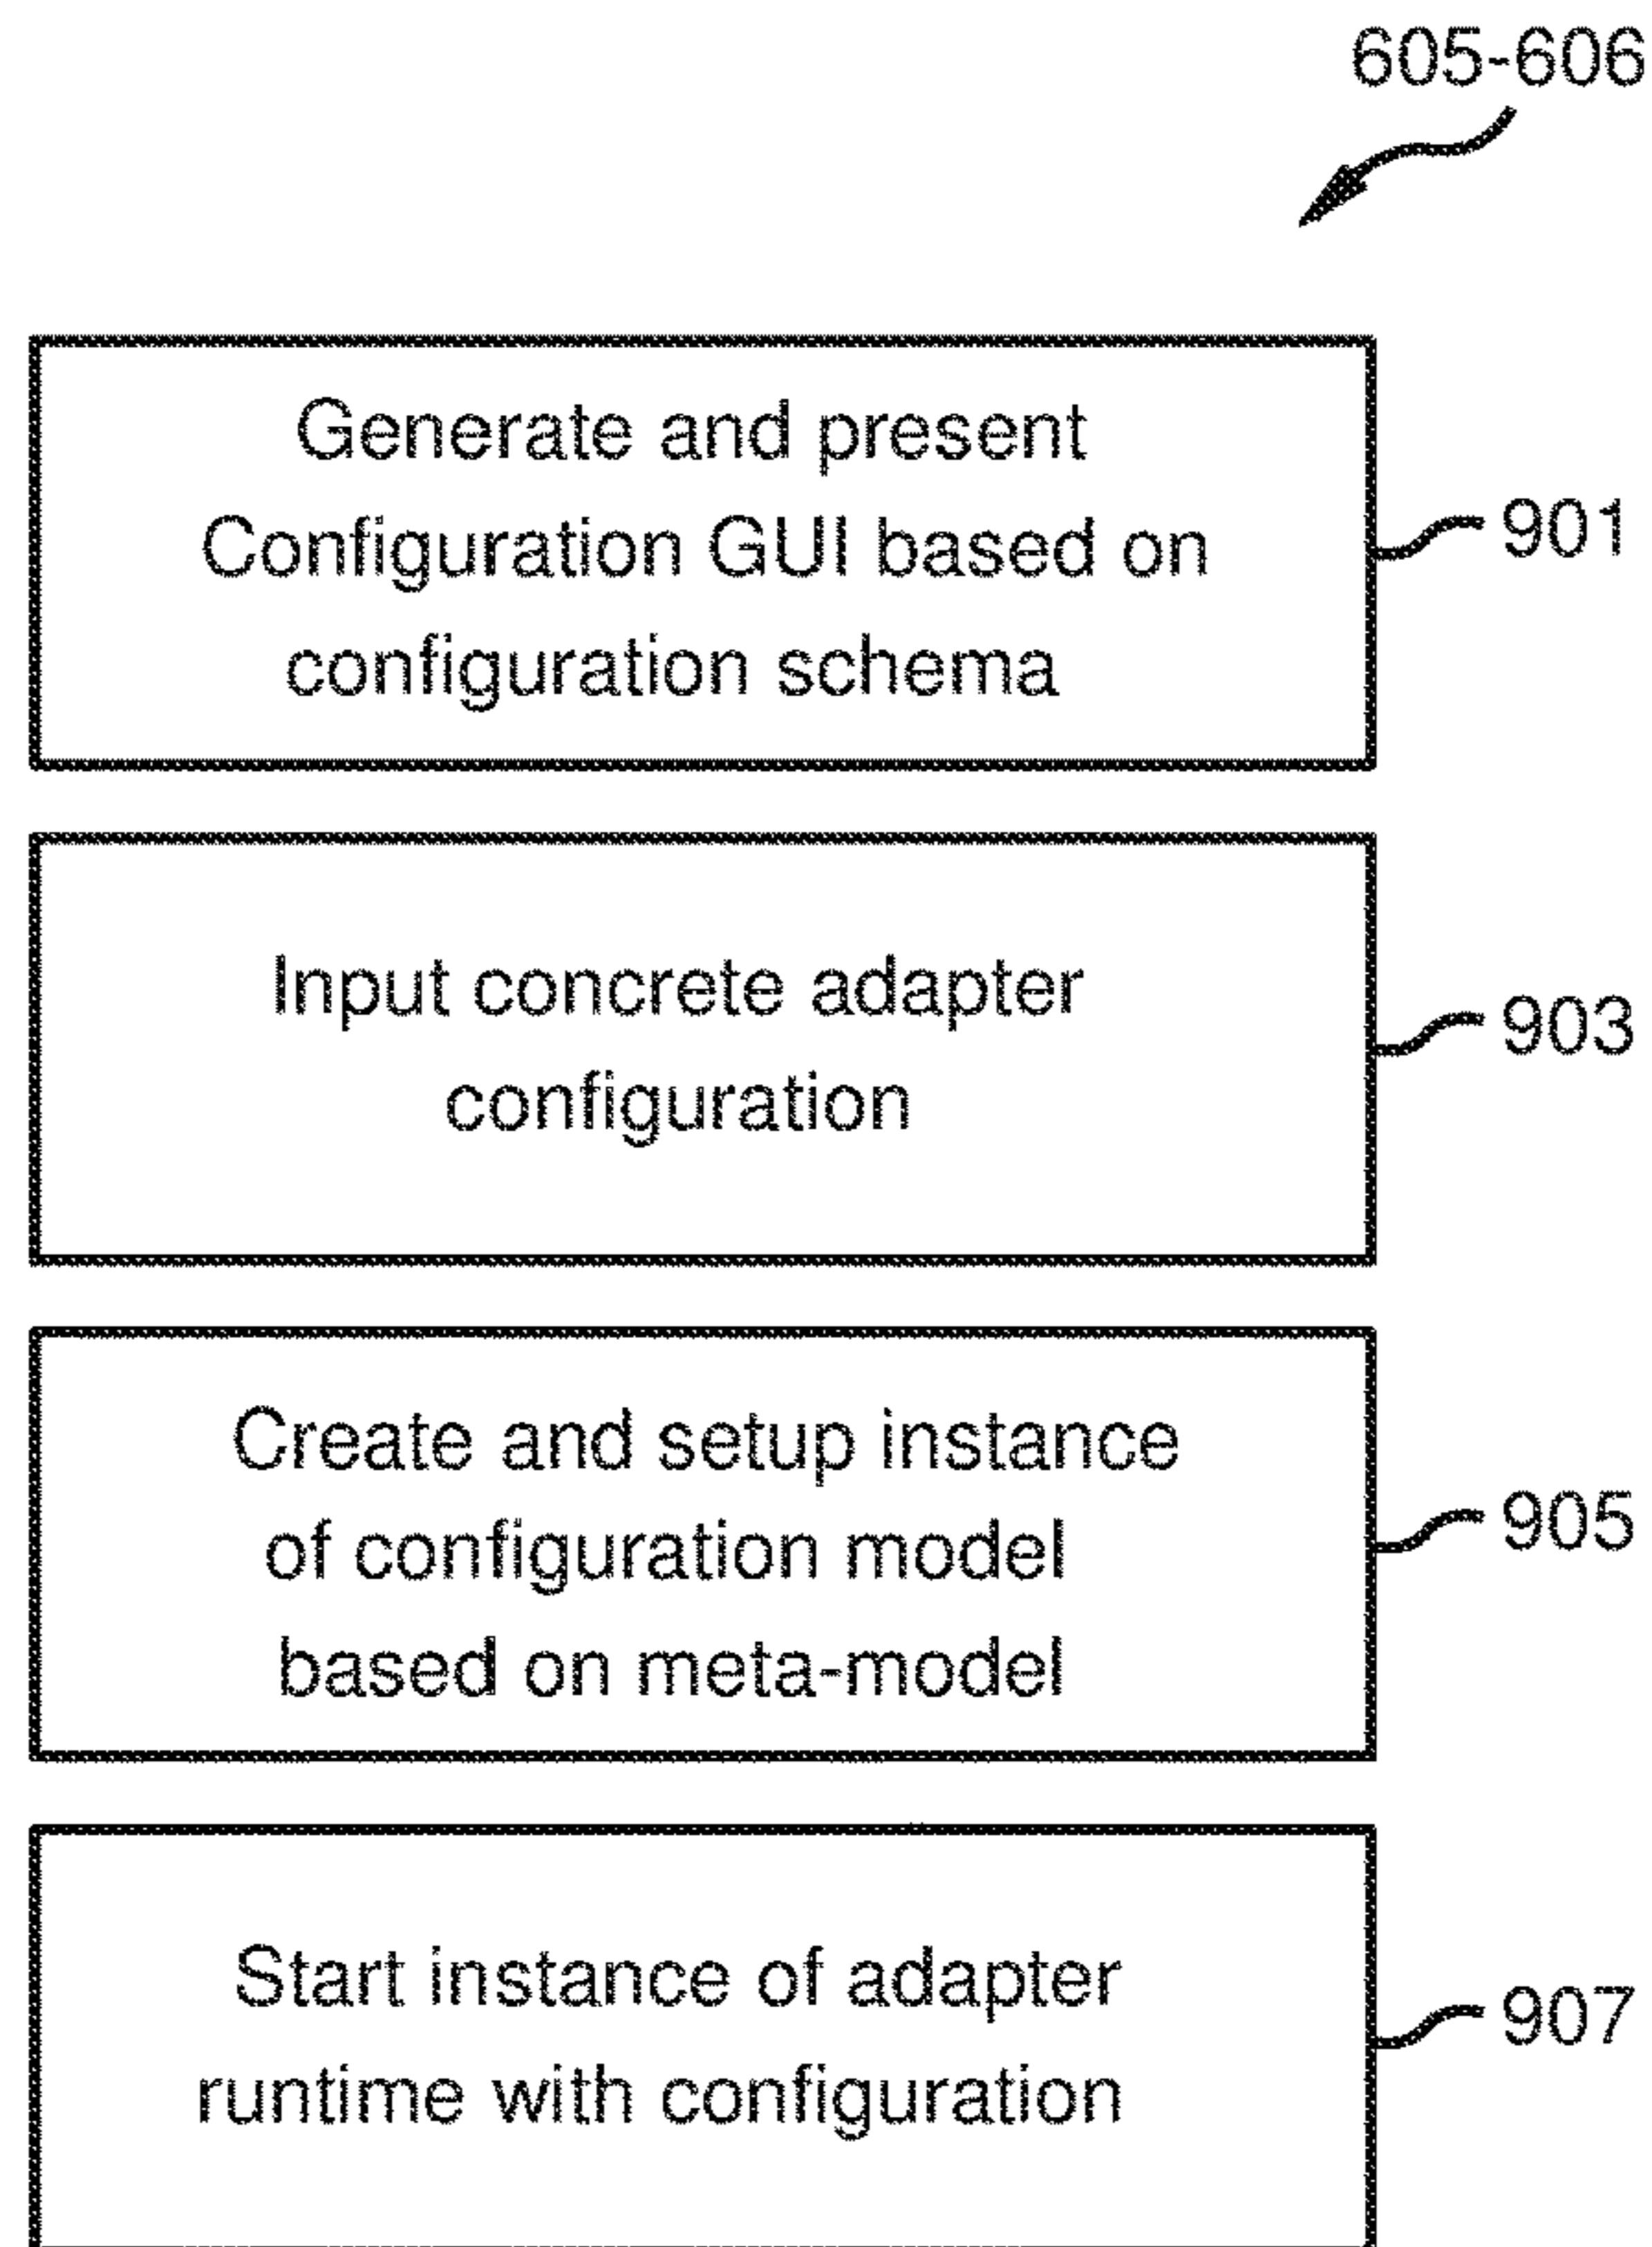 605-606
Generate and present
Configuration GUI based on
configuration schema
901
Input concrete adapter
configuration
903
Create and setup instance
of configuration model
based on meta-model
905
Start instance of adapter
runtime with configuration
907